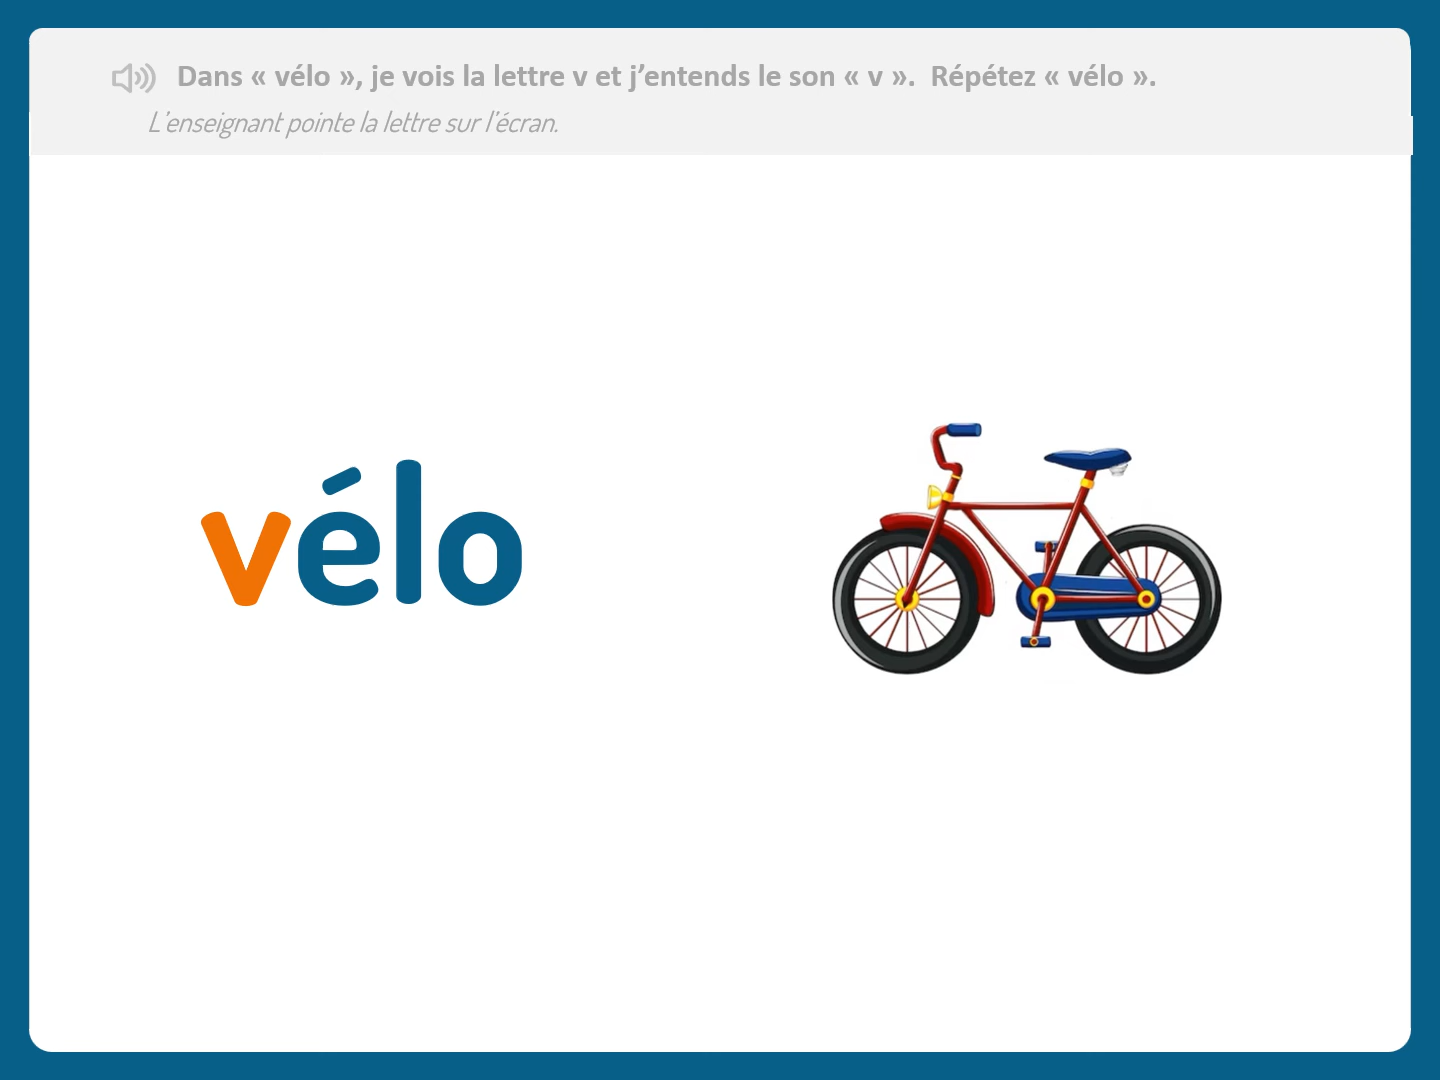 Dans « vélo », je vois la lettre v et j’entends le son « v ».  Répétez « vélo ».
L’enseignant pointe la lettre sur l’écran.
vélo